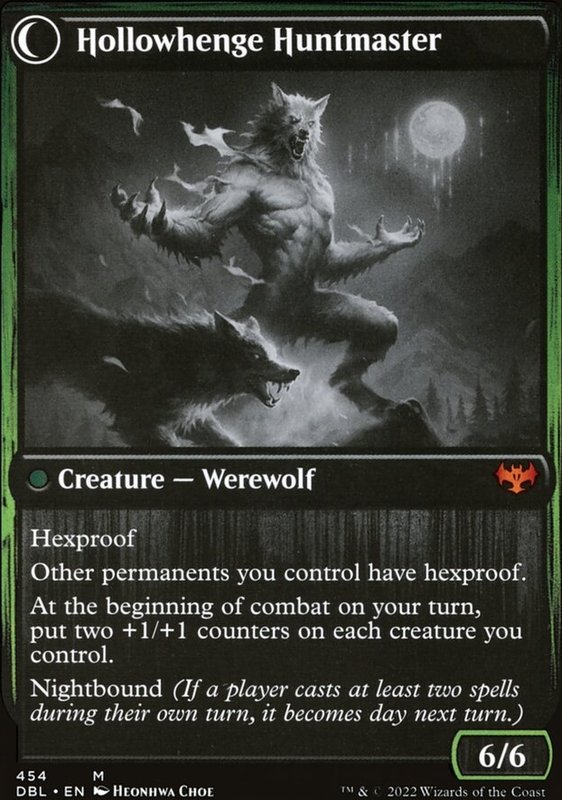 Hollowhenge Huntmaster
Creature — Werewolf
Hexproof
Other permanents you control have hexproof.
At the beginning of combat on your turn,
put two +1/+1 counters on each creature you
control.
Nightbound (If a player casts at least two spells
during their own turn, it becomes day next turn.)
6/6
454 M
DBL • EN Heonhwa Choe
™ & © 2022 Wizards of the Coast